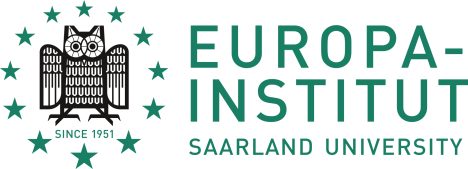 SINCE 1951
EUROPA-
INSTITUT
SAARLAND UNIVERSITY